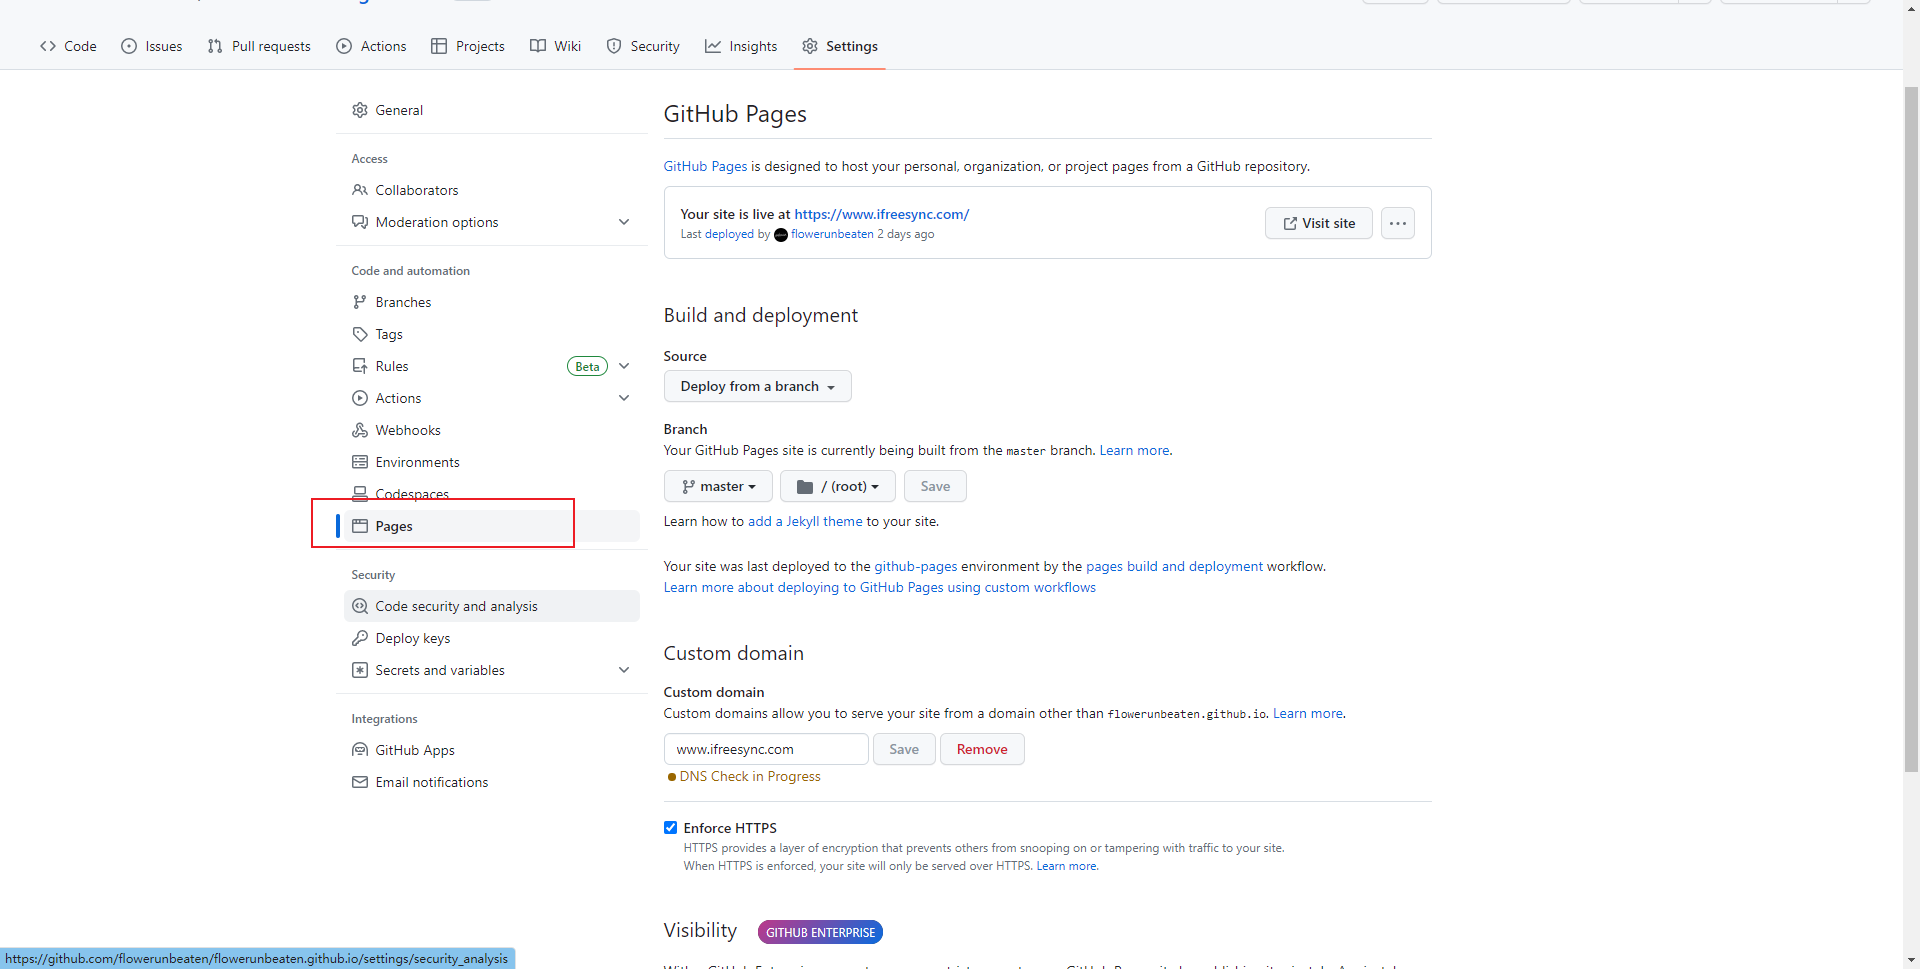 Code
Issues
Pull requests
Actions
Projects
Wiki
Security
Insights
Settings
General
Access
Collaborators
Moderation options
Code and automation
Branches
Tags
Rules
Beta
Actions
Webhooks
Environments
Codespaces
Pages
Security
Code security and analysis
Deploy keys
Secrets and variables
Integrations
GitHub Apps
Email notifications
GitHub Pages
GitHub Pages is designed to host your personal, organization, or project pages from a GitHub repository.
Your site is live at https://www.ifreesync.com/
Last deployed by flowerunbeaten 2 days ago
Visit site
Build and deployment
Source
Deploy from a branch
Branch
Your GitHub Pages site is currently being built from the master branch. Learn more.
master
/ (root)
Save
Learn how to add a Jekyll theme to your site.
Your site was last deployed to the github-pages environment by the pages build and deployment workflow.
Learn more about deploying to GitHub Pages using custom workflows
Custom domain
Custom domain
Custom domains allow you to serve your site from a domain other than flowerunbeaten.github.io. Learn more.
www.ifreesync.com
Save
Remove
DNS Check in Progress
Enforce HTTPS
HTTPS provides a layer of encryption that prevents others from snooping on or tampering with traffic to your site.
When HTTPS is enforced, your site will only be served over HTTPS. Learn more.
Visibility
GITHUB ENTERPRISE
https://github.com/flowerunbeaten/flowerunbeaten.github.io/settings/security_analysis